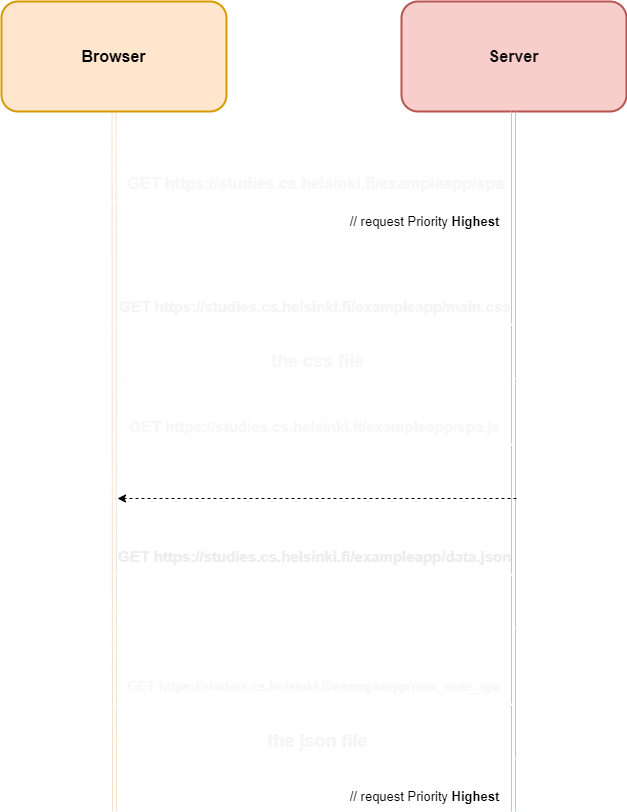 Browser
Server
GET https://studies.cs.helsinki.fi/exampleapp/spa
// request Priority Highest
GET https://studies.cs.helsinki.fi/exampleapp/main.css
the css file
GET https://studies.cs.helsinki.fi/exampleapp/spa.js
GET https://studies.cs.helsinki.fi/exampleapp/data.json
GET https://studies.cs.helsinki.fi/exampleapp/new_note_spa
the json file
// request Priority Highest